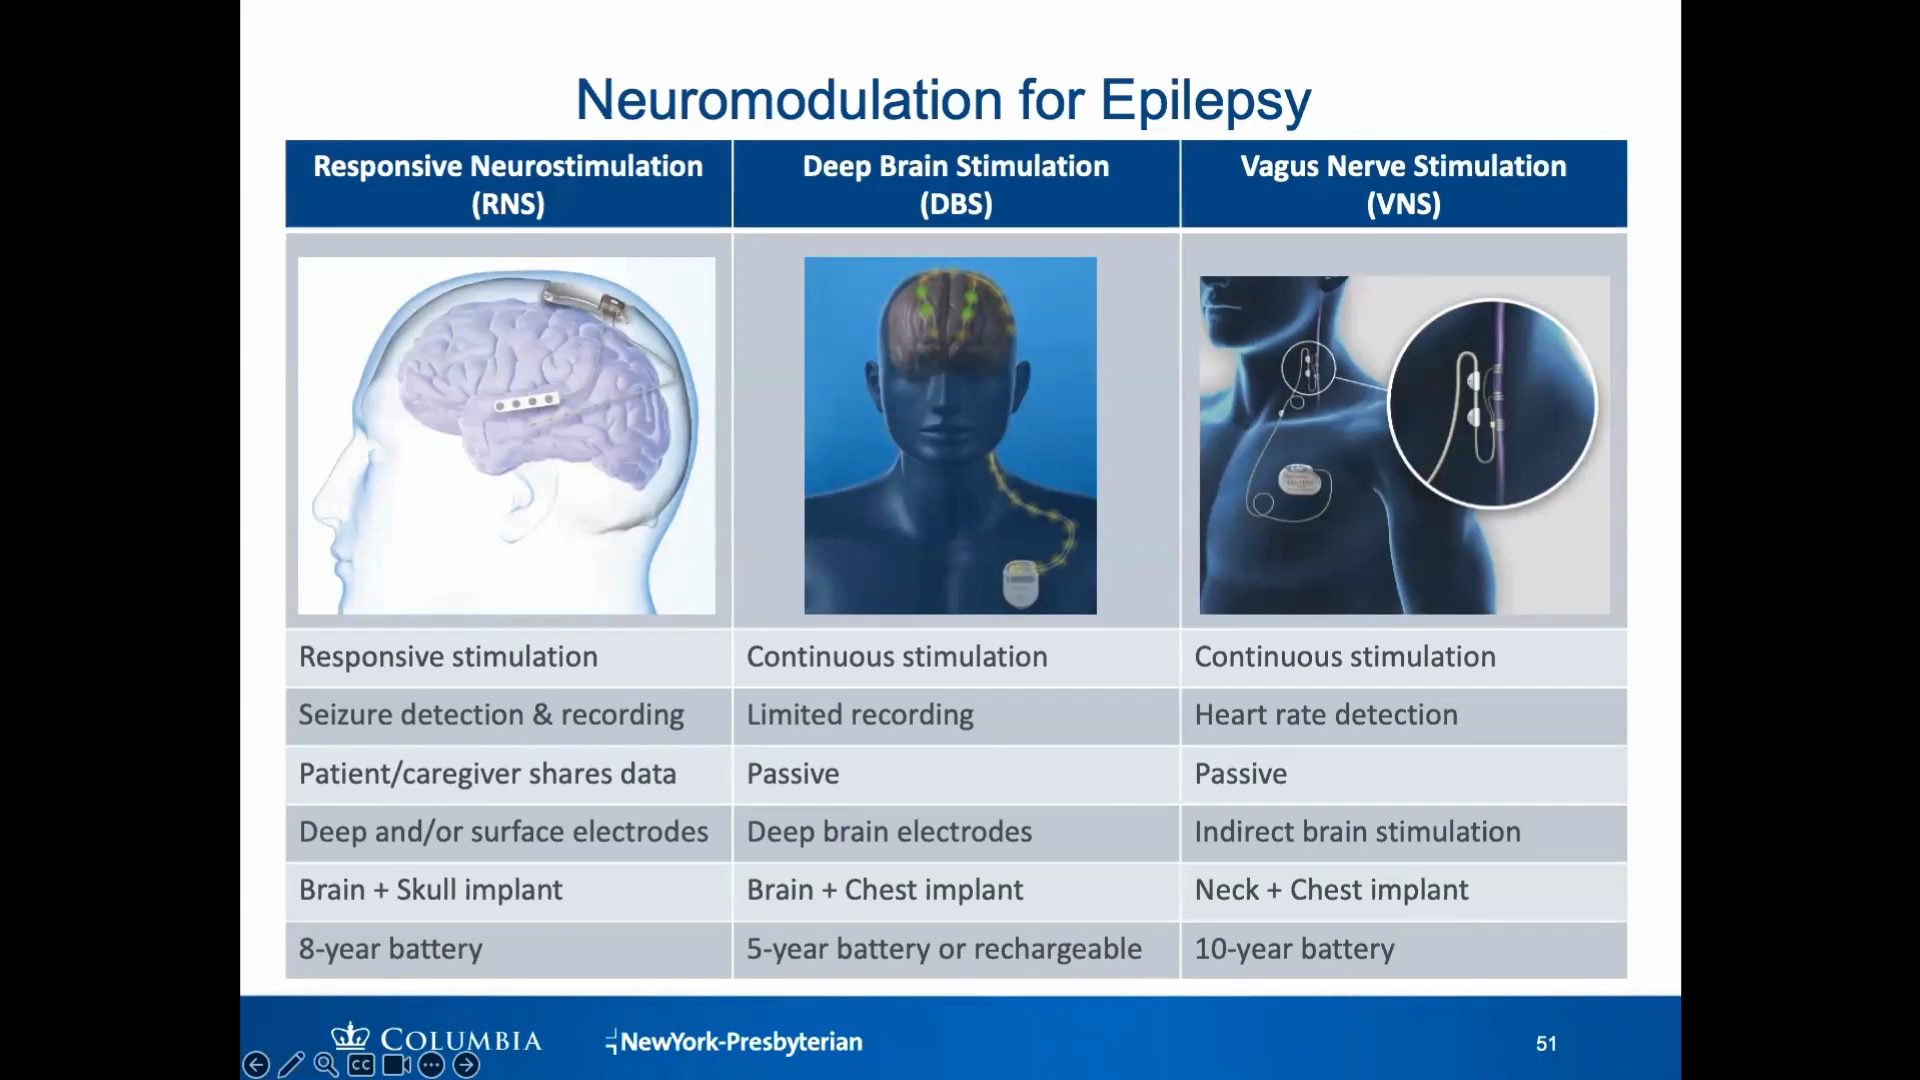 Neuromodulation for Epilepsy
Responsive Neurostimulation
(RNS)
Deep Brain Stimulation
(DBS)
Vagus Nerve Stimulation
(VNS)
Responsive stimulation
Continuous stimulation
Continuous stimulation
Seizure detection & recording
Limited recording
Heart rate detection
Patient/caregiver shares data
Passive
Passive
Deep and/or surface electrodes
Deep brain electrodes
Indirect brain stimulation
Brain + Skull implant
Brain + Chest implant
Neck + Chest implant
8-year battery
5-year battery or rechargeable
10-year battery
COLUMBIA
NewYork-Presbyterian
51
CC